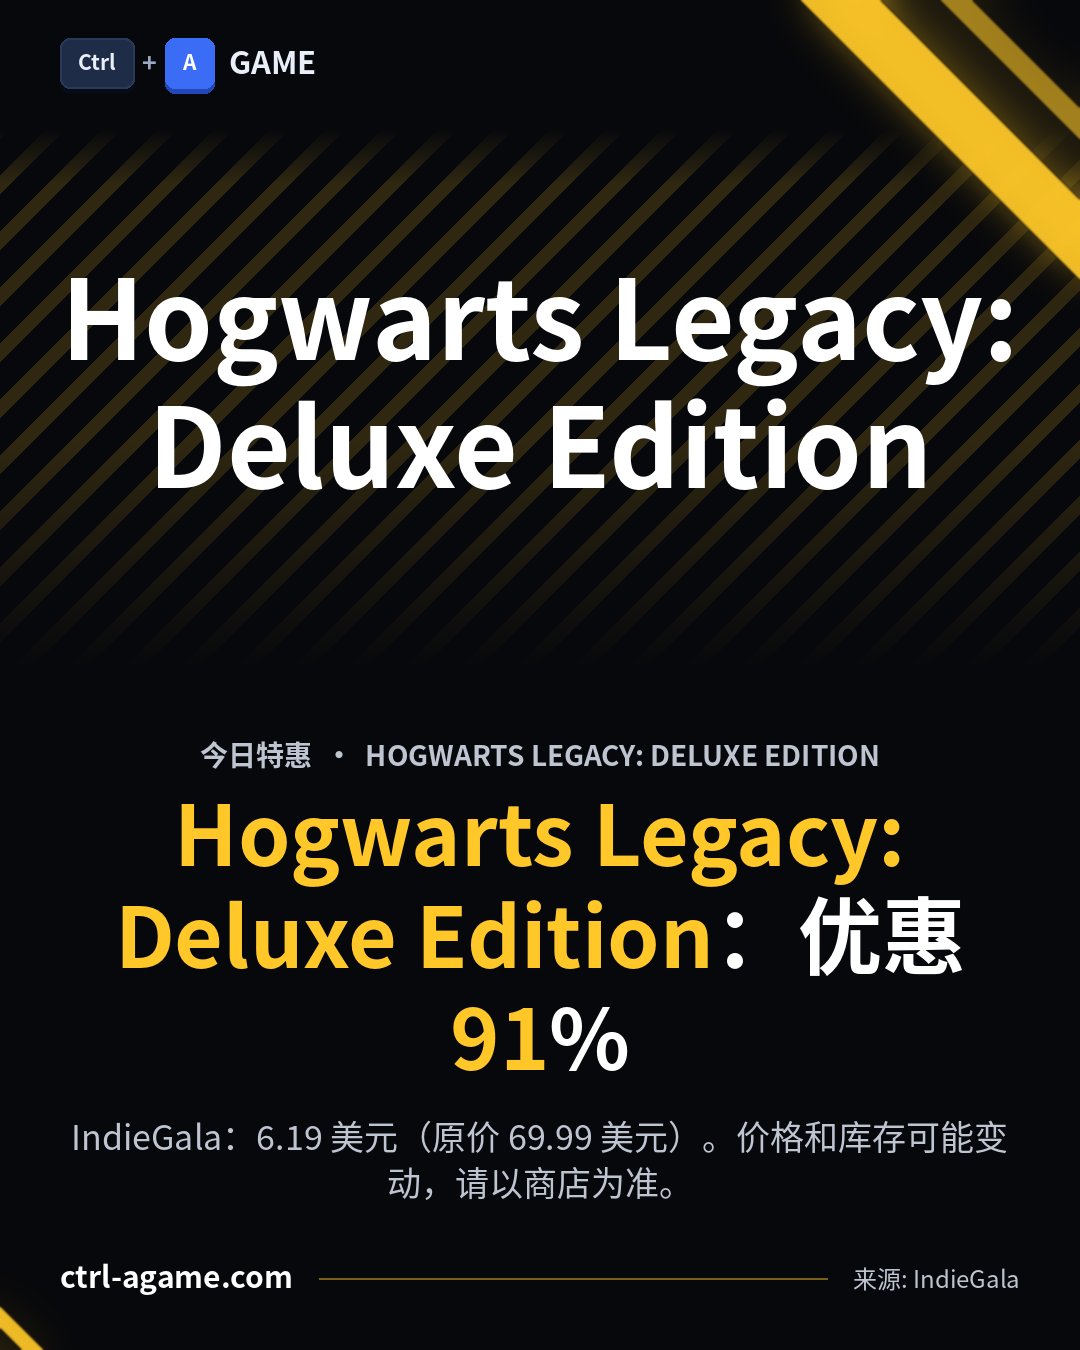 Ctrl + A GAME
Hogwarts Legacy:
Deluxe Edition
今日特惠 • HOGWARTS LEGACY: DELUXE EDITION
Hogwarts Legacy:
Deluxe Edition：优惠
91%
IndieGala：6.19 美元（原价 69.99 美元）。价格和库存可能变
动，请以商店为准。
ctrl-agame.com
来源: IndieGala